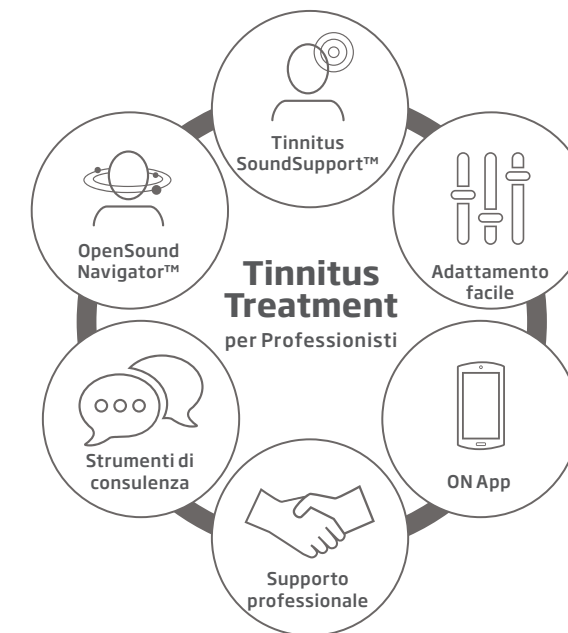 Tinnitus
SoundSupport™
Adattamento
facile
ON App
Supporto
professionale
Strumenti di
consulenza
OpenSound
Navigator™
Tinnitus
Treatment
per Professionisti